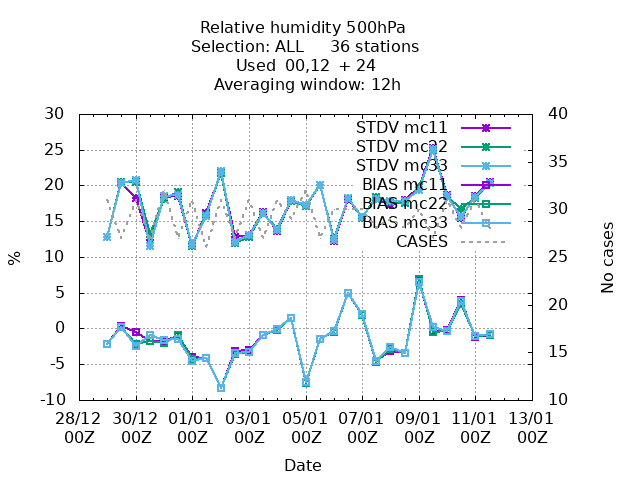 Relative humidity 500hPa
Selection: ALL 36 stations
Used 00,12 + 24
Averaging window: 12h
30 40
STDV mc11
STDV mc22
STDV mc33
BIAS mc11
BIAS mc22
BIAS mc33
CASES
25 35
20 30
15 25
10 20
5 15
0 10
-5
-10
%
No cases
28/12 30/12 01/01 03/01 05/01 07/01 09/01 11/01 13/01
00Z 00Z 00Z 00Z 00Z 00Z 00Z 00Z 00Z
Date